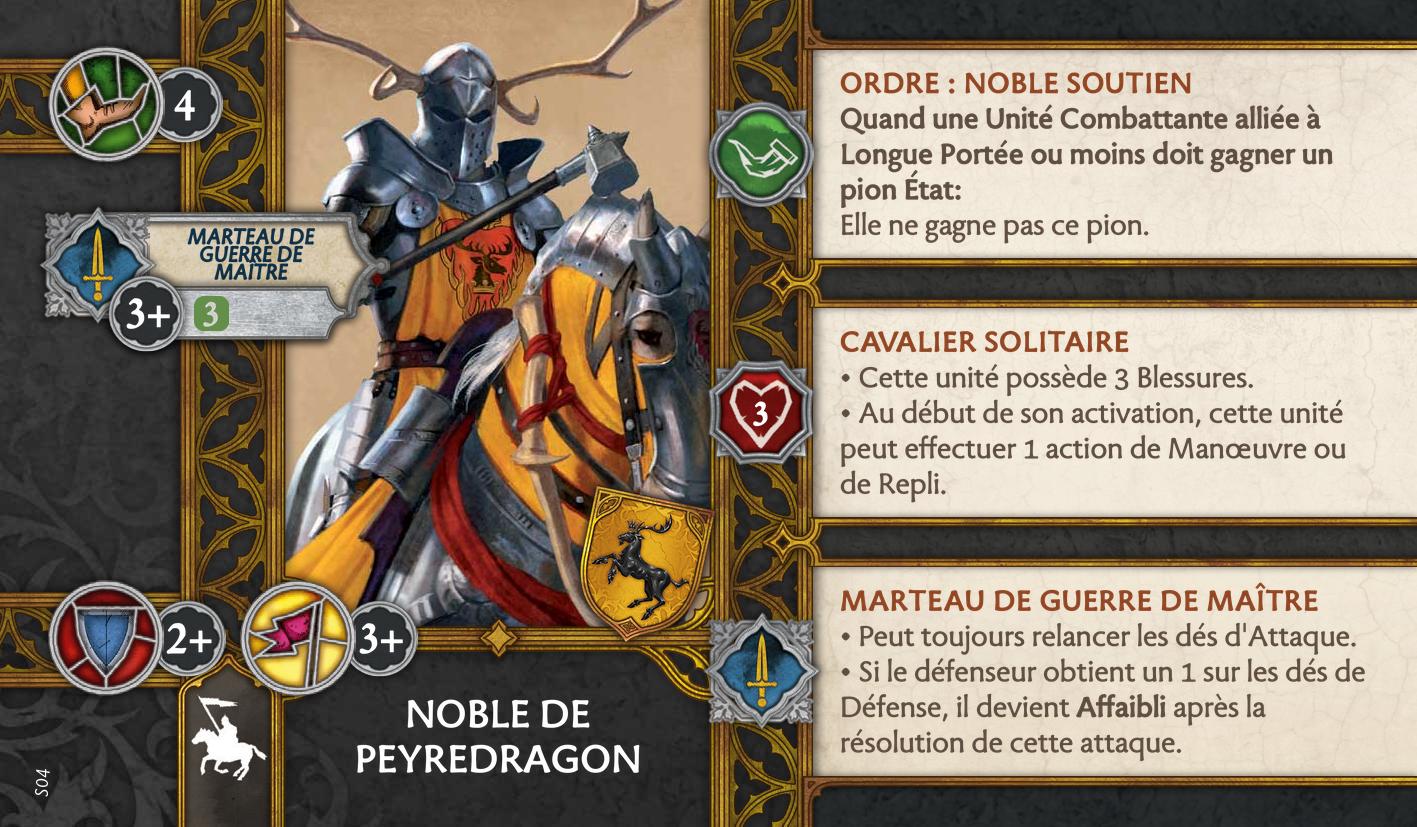 4
MARTEAU DE
GUERRE DE
MAÎTRE
3+
3
2+
3+
NOBLE DE
PEYREDRAGON
S04
ORDRE : NOBLE SOUTIEN
Quand une Unité Combattante alliée à
Longue Portée ou moins doit gagner un
pion État:
Elle ne gagne pas ce pion.
3
CAVALIER SOLITAIRE
• Cette unité possède 3 Blessures.
• Au début de son activation, cette unité
peut effectuer 1 action de Manœuvre ou
de Repli.
MARTEAU DE GUERRE DE MAÎTRE
• Peut toujours relancer les dés d'Attaque.
• Si le défenseur obtient un 1 sur les dés de
Défense, il devient Affaibli après la
résolution de cette attaque.